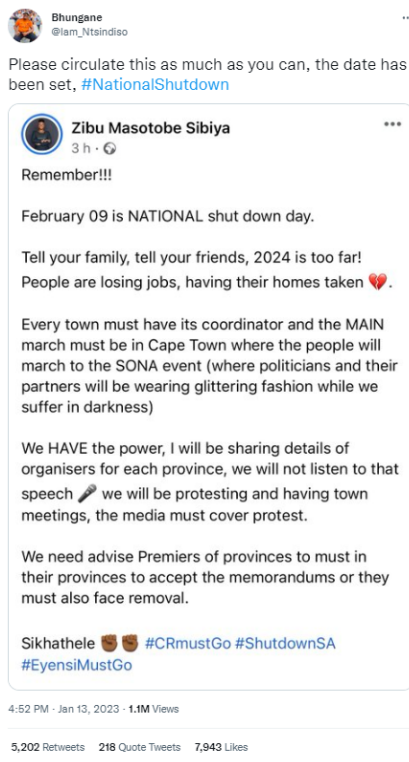 Bhungane
@Iam_Ntsindiso
Please circulate this as much as you can, the date has
been set, #NationalShutdown
Zibu Masotobe Sibiya
3 h ·
Remember!!!
February 09 is NATIONAL shut down day.
Tell your family, tell your friends, 2024 is too far!
People are losing jobs, having their homes taken 💔.
Every town must have its coordinator and the MAIN
march must be in Cape Town where the people will
march to the SONA event (where politicians and their
partners will be wearing glittering fashion while we
suffer in darkness)
We HAVE the power, I will be sharing details of
organisers for each province, we will not listen to that
speech 🎤 we will be protesting and having town
meetings, the media must cover protest.
We need advise Premiers of provinces to must in
their provinces to accept the memorandums or they
must also face removal.
Sikhathele ✊🏾✊🏾 #CRmustGo #ShutdownSA
#EyensiMustGo
4:52 PM · Jan 13, 2023 · 1.1M Views
5,202 Retweets 218 Quote Tweets 7,943 Likes